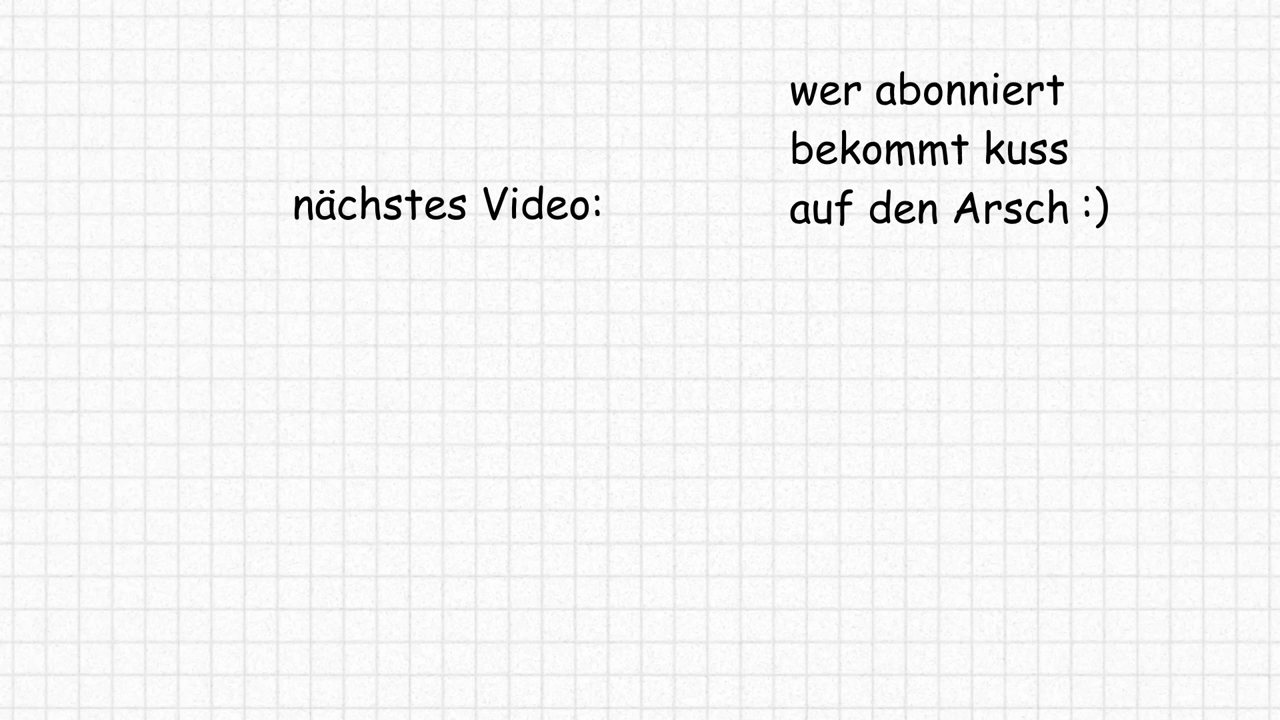 nächstes Video:
wer abonniert
bekommt kuss
auf den Arsch :)